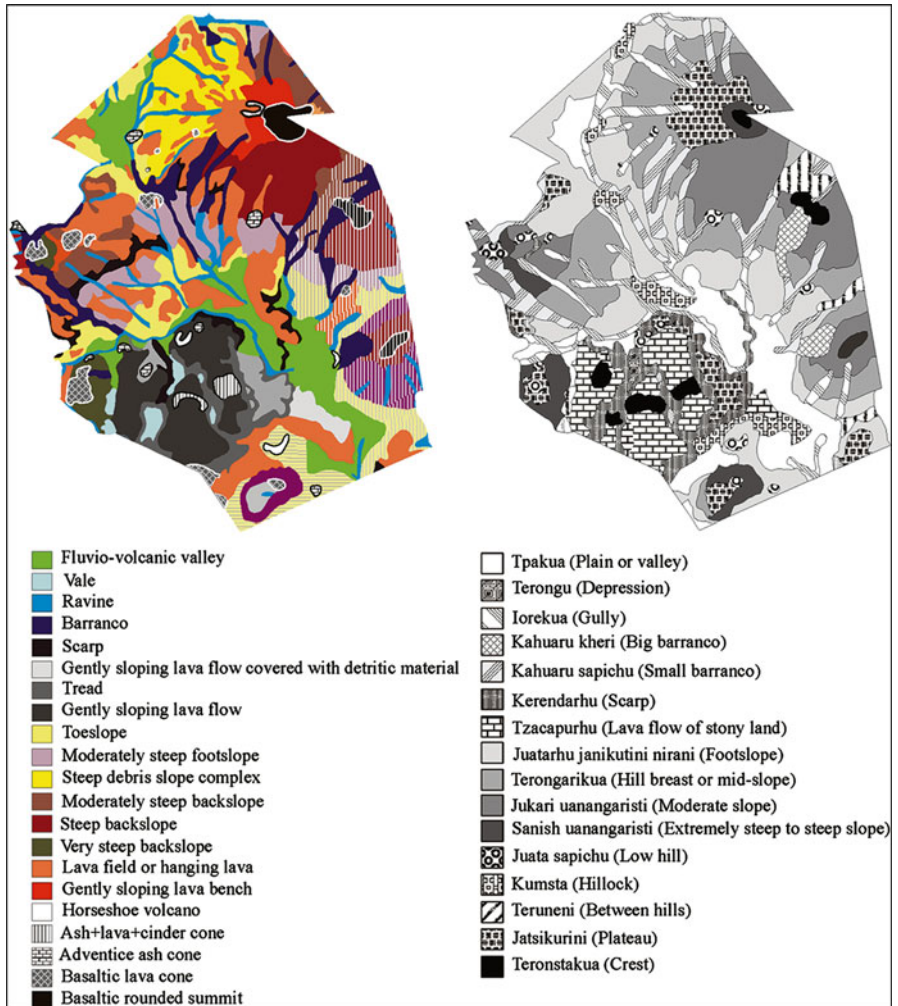 Fluvio-volcanic valley
Vale
Ravine
Barranco
Scarp
Gently sloping lava flow covered with detritic material
Tread
Gently sloping lava flow
Toeslope
Moderately steep footslope
Steep debris slope complex
Moderately steep backslope
Steep backslope
Very steep backslope
Lava field or hanging lava
Gently sloping lava bench
Horseshoe volcano
Ash+lava+cinder cone
Adventice ash cone
Basaltic lava cone
Basaltic rounded summit
Tpakua (Plain or valley)
Terongu (Depression)
Iorekua (Gully)
Kahuaru kheri (Big barranco)
Kahuaru sapichu (Small barranco)
Kerendarhu (Scarp)
Tzacapurhu (Lava flow of stony land)
Juatarhu janikutini nirani (Footslope)
Terongarikua (Hill breast or mid-slope)
Jukari uanangaristi (Moderate slope)
Sanish uanangaristi (Extremely steep to steep slope)
Juata sapichu (Low hill)
Kumsta (Hillock)
Teruneni (Between hills)
Jatsikurini (Plateau)
Teronstakua (Crest)